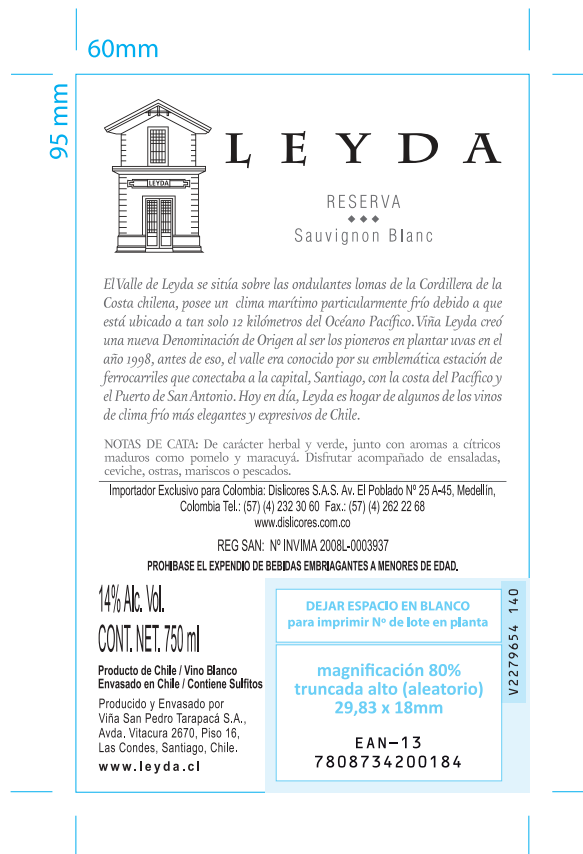 60mm
95 mm
LEYDA
LEYDA
RESERVA
Sauvignon Blanc
El Valle de Leyda se sitúa sobre las ondulantes lomas de la Cordillera de la
Costa chilena, posee un clima marítimo particularmente frío debido a que
está ubicado a tan solo 12 kilómetros del Océano Pacífico. Viña Leyda creó
una nueva Denominación de Origen al ser los pioneros en plantar uvas en el
año 1998, antes de eso, el valle era conocido por su emblemática estación de
ferrocarriles que conectaba a la capital, Santiago, con la costa del Pacífico y
el Puerto de San Antonio. Hoy en día, Leyda es hogar de algunos de los vinos
de clima frío más elegantes y expresivos de Chile.
NOTAS DE CATA: De carácter herbal y verde, junto con aromas a cítricos
maduros como pomelo y maracuyá. Disfrutar acompañado de ensaladas,
ceviche, ostras, mariscos o pescados.
Importador Exclusivo para Colombia: Dislicores S.A.S. Av. El Poblado Nº 25 A-45, Medellín,
Colombia Tel.: (57) (4) 232 30 60 Fax.: (57) (4) 262 22 68
www.dislicores.com.co
REG SAN: Nº INVIMA 2008L-0003937
PROHIBASE EL EXPENDIO DE BEBIDAS EMBRIAGANTES A MENORES DE EDAD.
14% Alc. Vol.
CONT. NET. 750 ml
Producto de Chile / Vino Blanco
Envasado en Chile / Contiene Sulfitos
Producido y Envasado por
Viña San Pedro Tarapacá S.A.,
Avda. Vitacura 2670, Piso 16,
Las Condes, Santiago, Chile.
www.leyda.cl
DEJAR ESPACIO EN BLANCO
para imprimir Nº de lote en planta
magnificación 80%
truncada alto (aleatorio)
29,83 x 18mm
EAN-13
7808734200184
V2279654 140